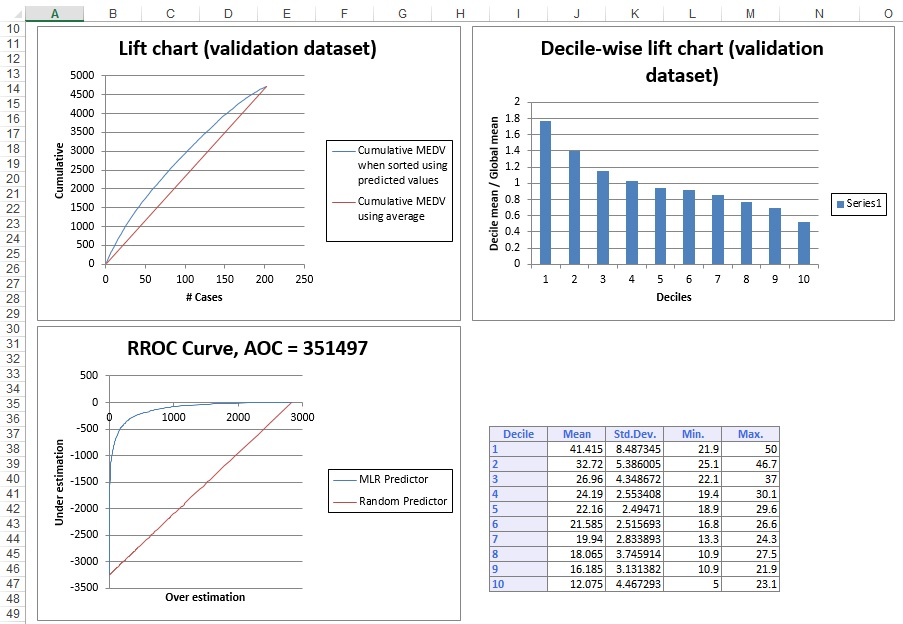 A B C D E F G H I J K L M N O
10
11
12
13
14
15
16
17
18
19
20
21
22
23
24
25
26
27
28
29
30
31
32
33
34
35
36
37
38
39
40
41
42
43
44
45
46
47
48
49
Lift chart (validation dataset)
5000
4500
4000
3500
3000
2500
2000
1500
1000
500
0
Cumulative
0 50 100 150 200 250
# Cases
Cumulative MEDV
when sorted using
predicted values
Cumulative MEDV
using average
Decile-wise lift chart (validation
dataset)
2
1.8
1.6
1.4
1.2
1
0.8
0.6
0.4
0.2
0
Decile mean / Global mean
1 2 3 4 5 6 7 8 9 10
Deciles
Series1
RROC Curve, AOC = 351497
500
0
-500
-1000
-1500
-2000
-2500
-3000
-3500
Under estimation
0 1000 2000 3000
Over estimation
MLR Predictor
Random Predictor
Decile Mean Std.Dev. Min. Max.
1 41.415 8.487345 21.9 50
2 32.72 5.386005 25.1 46.7
3 26.96 4.348672 22.1 37
4 24.19 2.553408 19.4 30.1
5 22.16 2.49471 18.9 29.6
6 21.585 2.515693 16.8 26.6
7 19.94 2.833893 13.3 24.3
8 18.065 3.745914 10.9 27.5
9 16.185 3.131382 10.9 21.9
10 12.075 4.467293 5 23.1